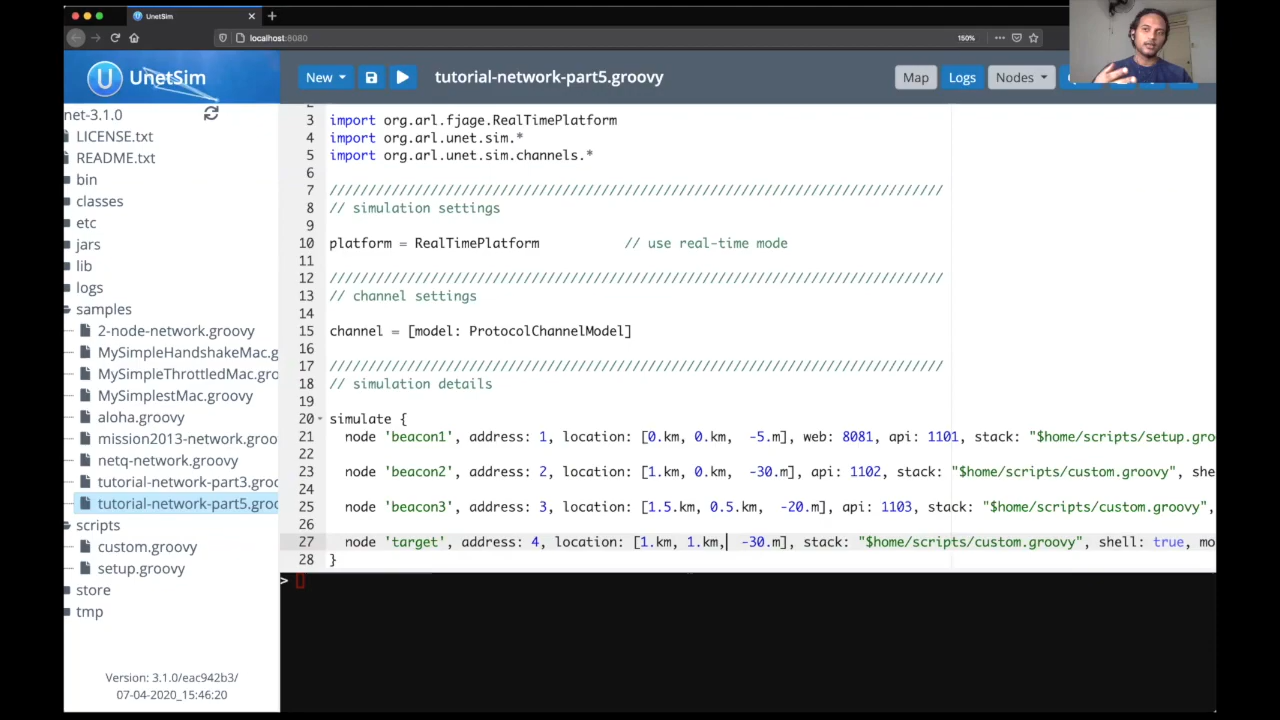 UnetSim
localhost:8080
150%
UnetSim
New
tutorial-network-part5.groovy
Map
Logs
Nodes
net-3.1.0
LICENSE.txt
README.txt
bin
classes
etc
jars
lib
logs
samples
2-node-network.groovy
MySimpleHandshakeMac.g
MySimpleThrottledMac.gro
MySimplestMac.groovy
aloha.groovy
mission2013-network.groo
netq-network.groovy
tutorial-network-part3.groo
tutorial-network-part5.groo
scripts
custom.groovy
setup.groovy
store
tmp
Version: 3.1.0/eac942b3/
07-04-2020_15:46:20
3 import org.arl.fjage.RealTimePlatform
4 import org.arl.unet.sim.*
5 import org.arl.unet.sim.channels.*
6
7 ///////////////////////////////////////////////////////////////////////////////
8 // simulation settings
9
10 platform = RealTimePlatform // use real-time mode
11
12 ///////////////////////////////////////////////////////////////////////////////
13 // channel settings
14
15 channel = [model: ProtocolChannelModel]
16
17 ///////////////////////////////////////////////////////////////////////////////
18 // simulation details
19
20 simulate {
21 node 'beacon1', address: 1, location: [0.km, 0.km, -5.m], web: 8081, api: 1101, stack: "$home/scripts/setup.gro
22
23 node 'beacon2', address: 2, location: [1.km, 0.km, -30.m], api: 1102, stack: "$home/scripts/custom.groovy", she
24
25 node 'beacon3', address: 3, location: [1.5.km, 0.5.km, -20.m], api: 1103, stack: "$home/scripts/custom.groovy",
26
27 node 'target', address: 4, location: [1.km, 1.km, -30.m], stack: "$home/scripts/custom.groovy", shell: true, mo
28 }
>